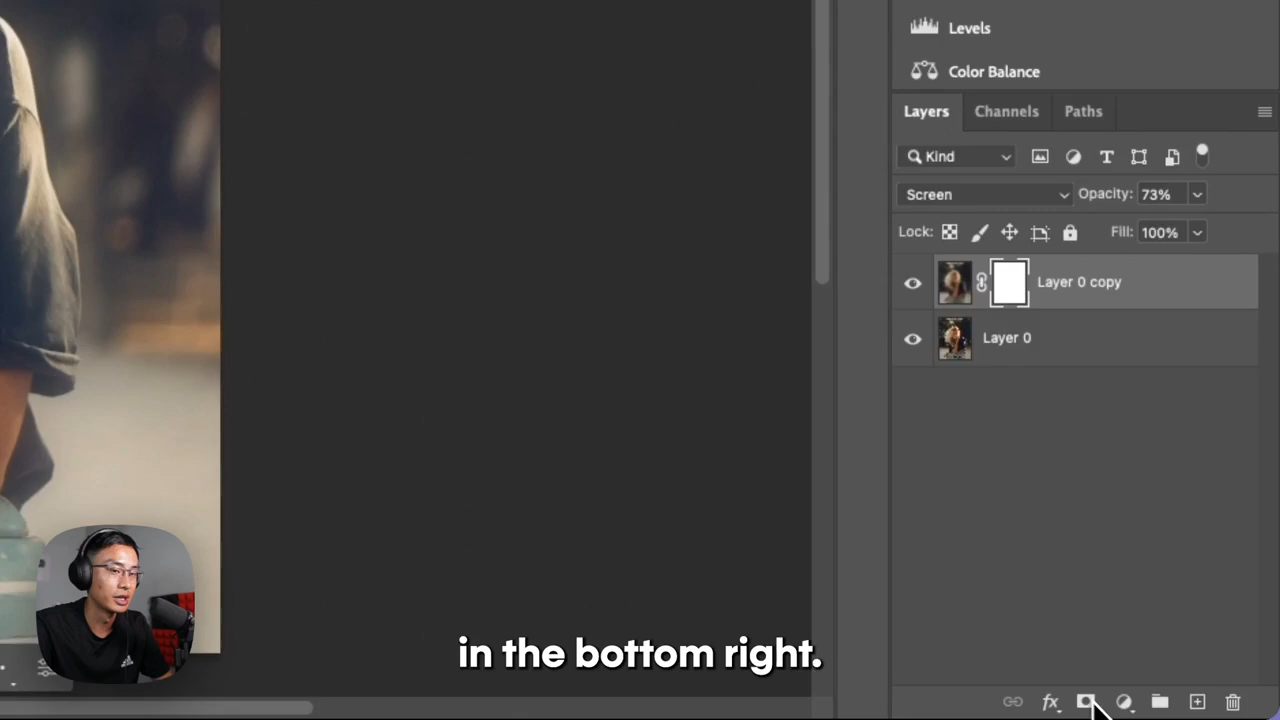 Levels
Color Balance
Layers Channels Paths
Kind
Screen Opacity: 73%
Lock: Fill: 100%
Layer 0 copy
Layer 0
in the bottom right.
fx